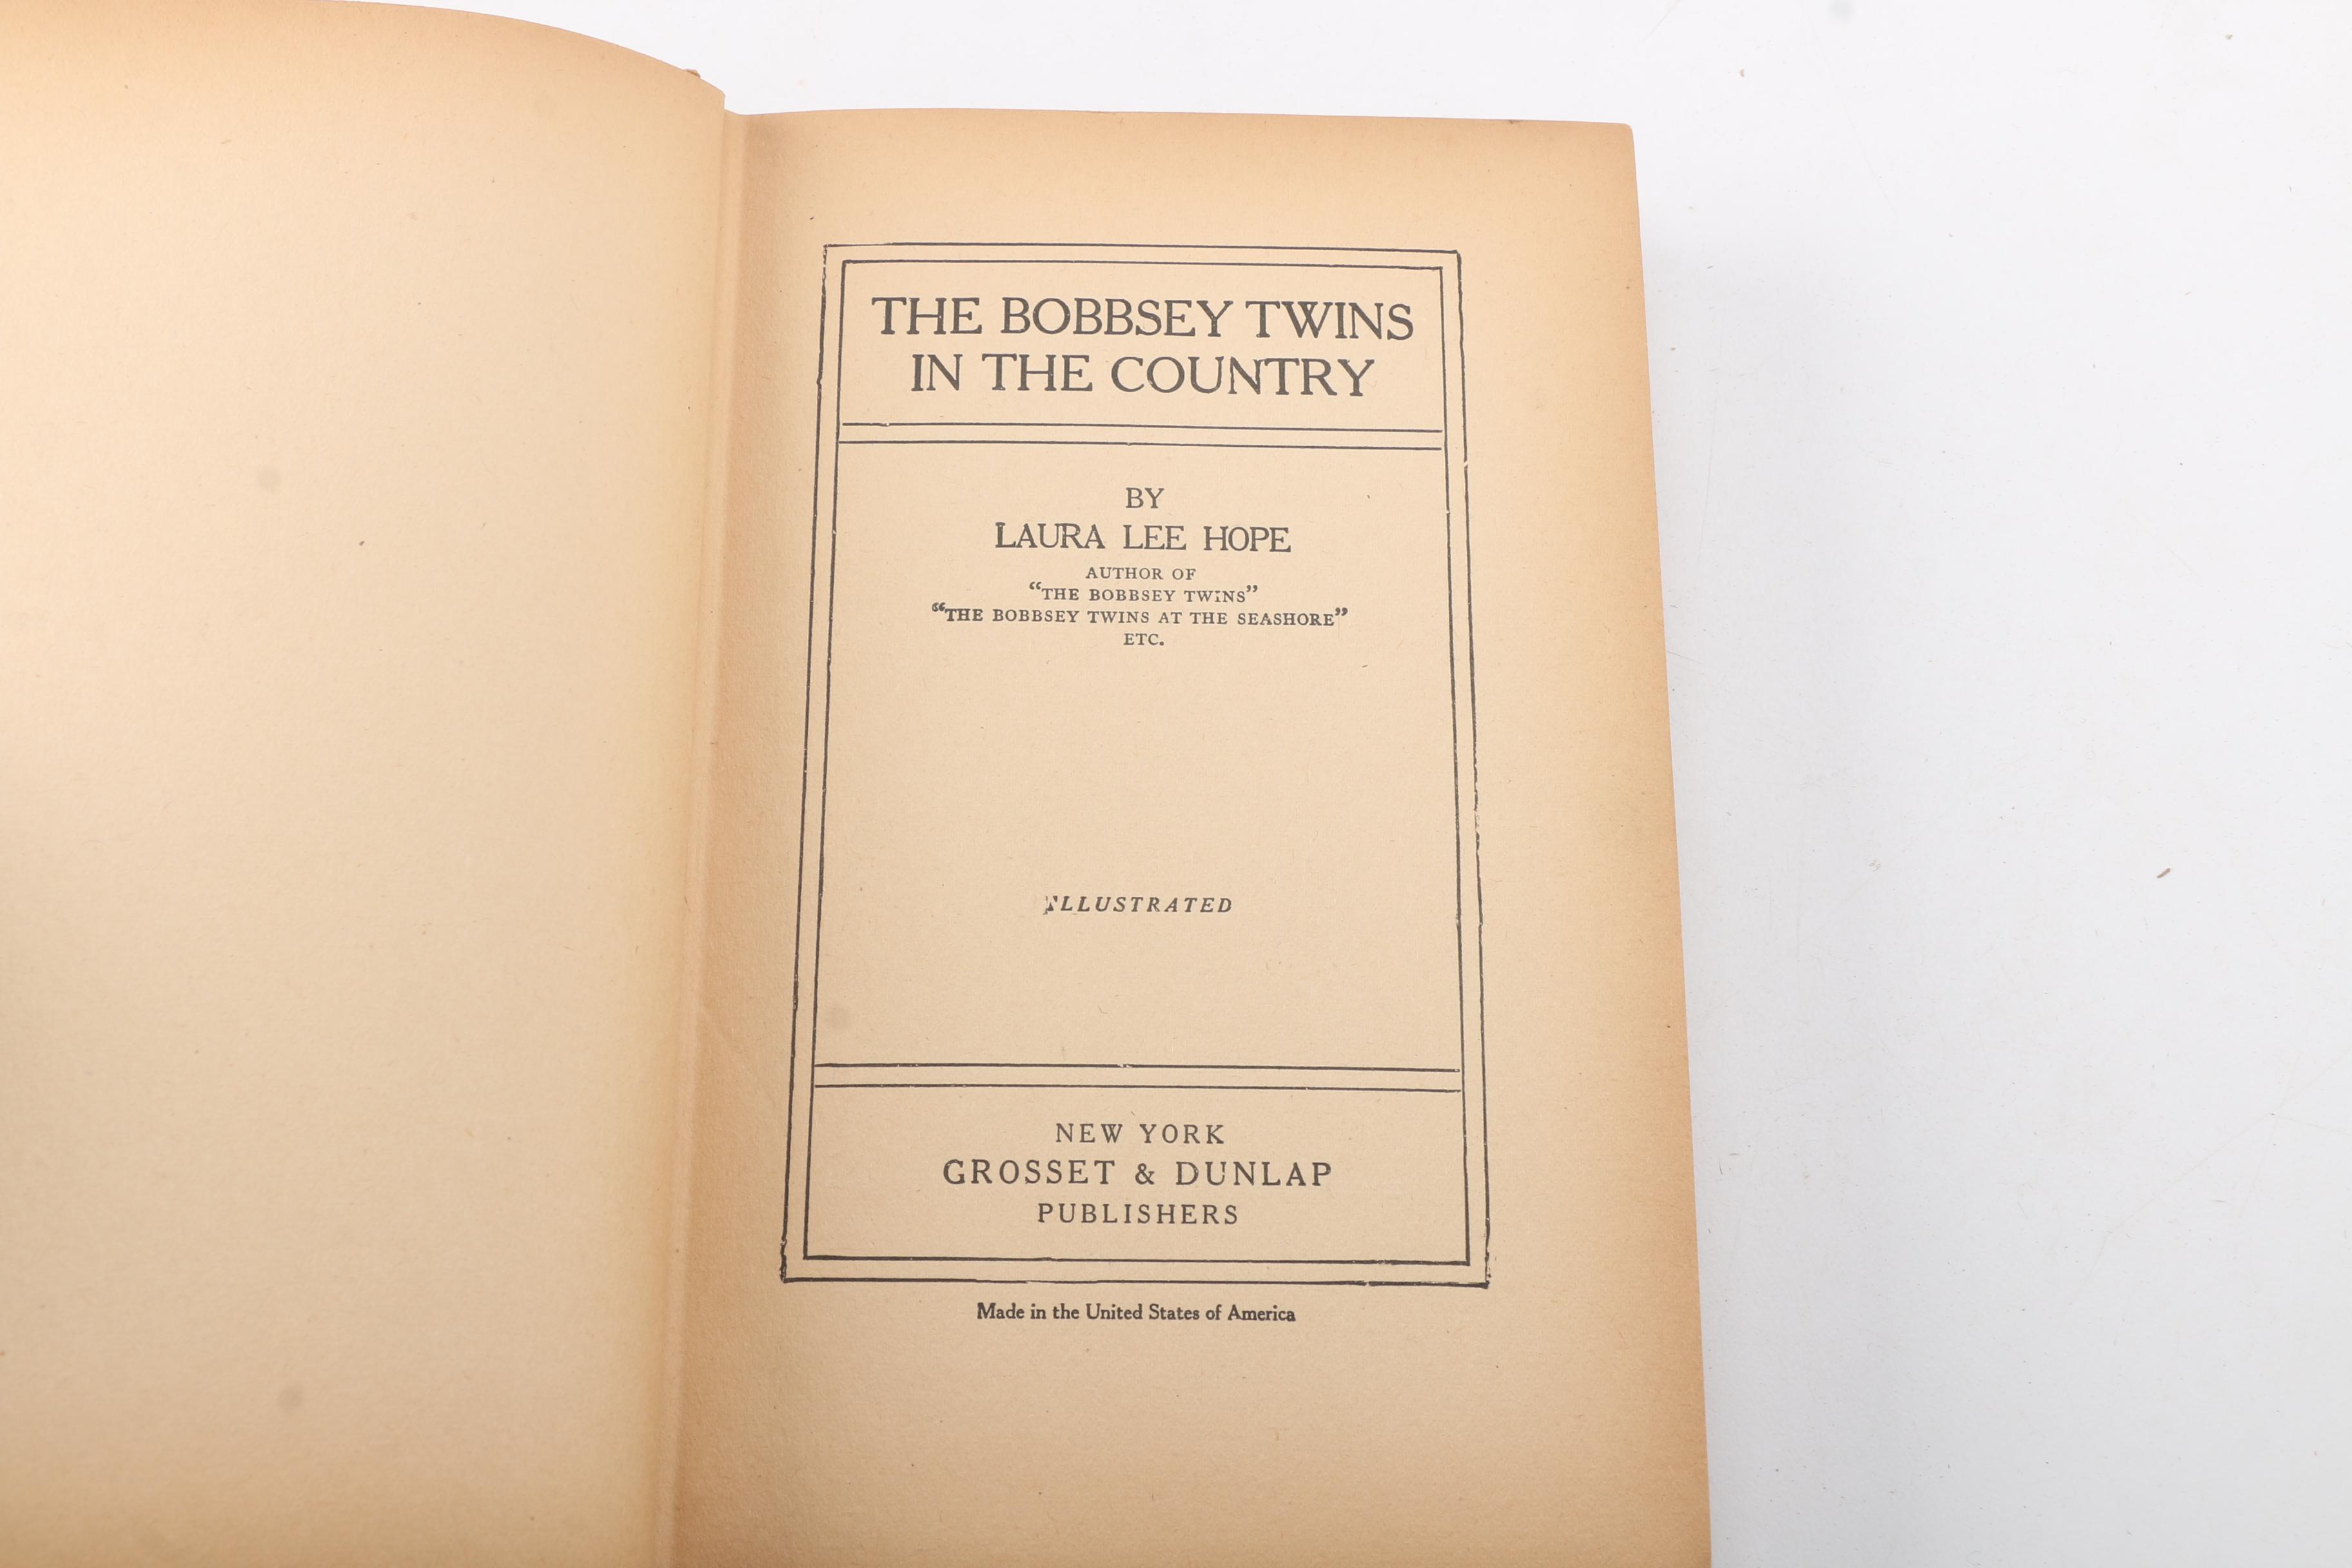 THE BOBBSEY TWINS
IN THE COUNTRY
BY
LAURA LEE HOPE
AUTHOR OF
“THE BOBBSEY TWINS”
“THE BOBBSEY TWINS AT THE SEASHORE”
ETC.
ILLUSTRATED
NEW YORK
GROSSET & DUNLAP
PUBLISHERS
Made in the United States of America